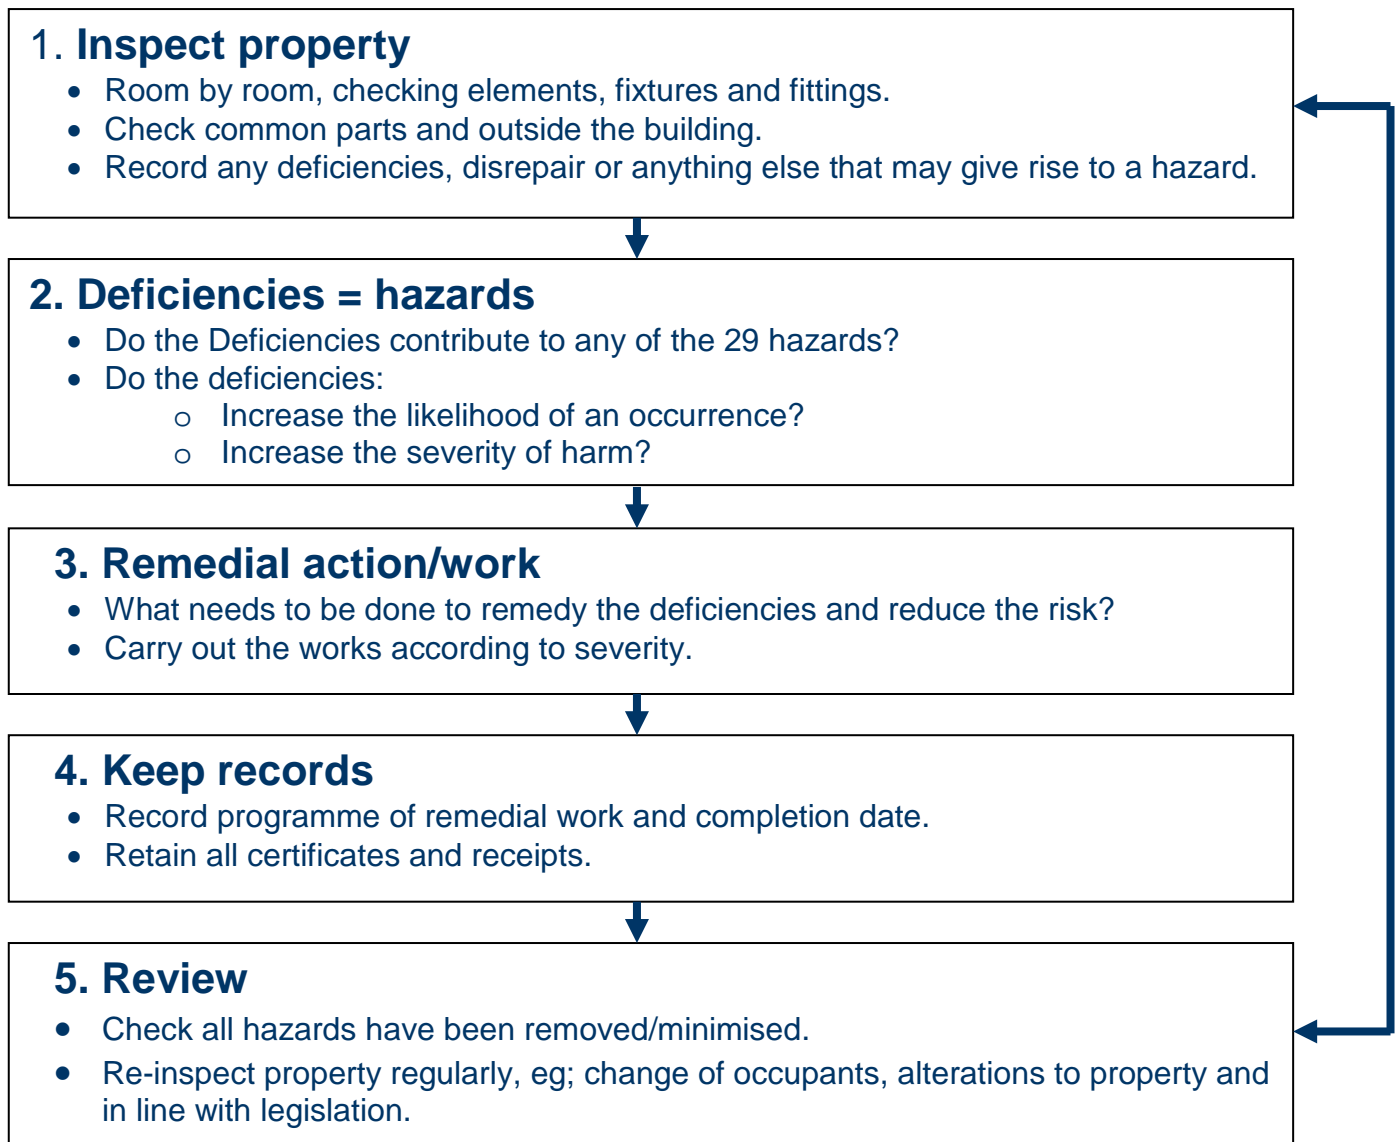 1. Inspect property
• Room by room, checking elements, fixtures and fittings.
• Check common parts and outside the building.
• Record any deficiencies, disrepair or anything else that may give rise to a hazard.
2. Deficiencies = hazards
• Do the Deficiencies contribute to any of the 29 hazards?
• Do the deficiencies:
o Increase the likelihood of an occurrence?
o Increase the severity of harm?
3. Remedial action/work
• What needs to be done to remedy the deficiencies and reduce the risk?
• Carry out the works according to severity.
4. Keep records
• Record programme of remedial work and completion date.
• Retain all certificates and receipts.
5. Review
• Check all hazards have been removed/minimised.
• Re-inspect property regularly, eg; change of occupants, alterations to property and
in line with legislation.